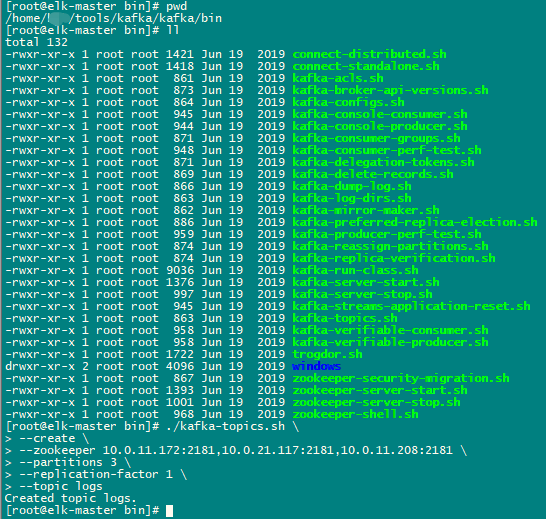 [root@elk-master bin]# pwd
/home/ /tools/kafka/kafka/bin
[root@elk-master bin]# ll
total 132
-rwxr-xr-x 1 root root 1421 Jun 19 2019 connect-distributed.sh
-rwxr-xr-x 1 root root 1418 Jun 19 2019 connect-standalone.sh
-rwxr-xr-x 1 root root 861 Jun 19 2019 kafka-acls.sh
-rwxr-xr-x 1 root root 873 Jun 19 2019 kafka-broker-api-versions.sh
-rwxr-xr-x 1 root root 864 Jun 19 2019 kafka-configs.sh
-rwxr-xr-x 1 root root 945 Jun 19 2019 kafka-console-consumer.sh
-rwxr-xr-x 1 root root 944 Jun 19 2019 kafka-console-producer.sh
-rwxr-xr-x 1 root root 871 Jun 19 2019 kafka-consumer-groups.sh
-rwxr-xr-x 1 root root 948 Jun 19 2019 kafka-consumer-perf-test.sh
-rwxr-xr-x 1 root root 871 Jun 19 2019 kafka-delegation-tokens.sh
-rwxr-xr-x 1 root root 869 Jun 19 2019 kafka-delete-records.sh
-rwxr-xr-x 1 root root 866 Jun 19 2019 kafka-dump-log.sh
-rwxr-xr-x 1 root root 863 Jun 19 2019 kafka-log-dirs.sh
-rwxr-xr-x 1 root root 862 Jun 19 2019 kafka-mirror-maker.sh
-rwxr-xr-x 1 root root 886 Jun 19 2019 kafka-preferred-replica-election.sh
-rwxr-xr-x 1 root root 959 Jun 19 2019 kafka-producer-perf-test.sh
-rwxr-xr-x 1 root root 874 Jun 19 2019 kafka-reassign-partitions.sh
-rwxr-xr-x 1 root root 874 Jun 19 2019 kafka-replica-verification.sh
-rwxr-xr-x 1 root root 9036 Jun 19 2019 kafka-run-class.sh
-rwxr-xr-x 1 root root 1376 Jun 19 2019 kafka-server-start.sh
-rwxr-xr-x 1 root root 997 Jun 19 2019 kafka-server-stop.sh
-rwxr-xr-x 1 root root 945 Jun 19 2019 kafka-streams-application-reset.sh
-rwxr-xr-x 1 root root 863 Jun 19 2019 kafka-topics.sh
-rwxr-xr-x 1 root root 958 Jun 19 2019 kafka-verifiable-consumer.sh
-rwxr-xr-x 1 root root 958 Jun 19 2019 kafka-verifiable-producer.sh
-rwxr-xr-x 1 root root 1722 Jun 19 2019 trogdor.sh
drwxr-xr-x 2 root root 4096 Jun 19 2019 windows
-rwxr-xr-x 1 root root 867 Jun 19 2019 zookeeper-security-migration.sh
-rwxr-xr-x 1 root root 1393 Jun 19 2019 zookeeper-server-start.sh
-rwxr-xr-x 1 root root 1001 Jun 19 2019 zookeeper-server-stop.sh
-rwxr-xr-x 1 root root 968 Jun 19 2019 zookeeper-shell.sh
[root@elk-master bin]# ./kafka-topics.sh \
> --create \
> --zookeeper 10.0.11.172:2181,10.0.21.117:2181,10.0.11.208:2181 \
> --partitions 3 \
> --replication-factor 1 \
> --topic logs
Created topic logs.
[root@elk-master bin]#